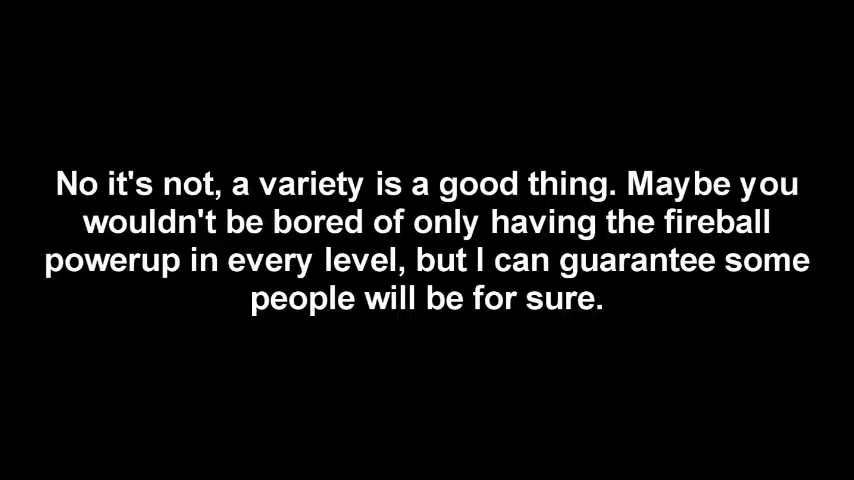 No it's not, a variety is a good thing. Maybe you
wouldn't be bored of only having the fireball
powerup in every level, but I can guarantee some
people will be for sure.